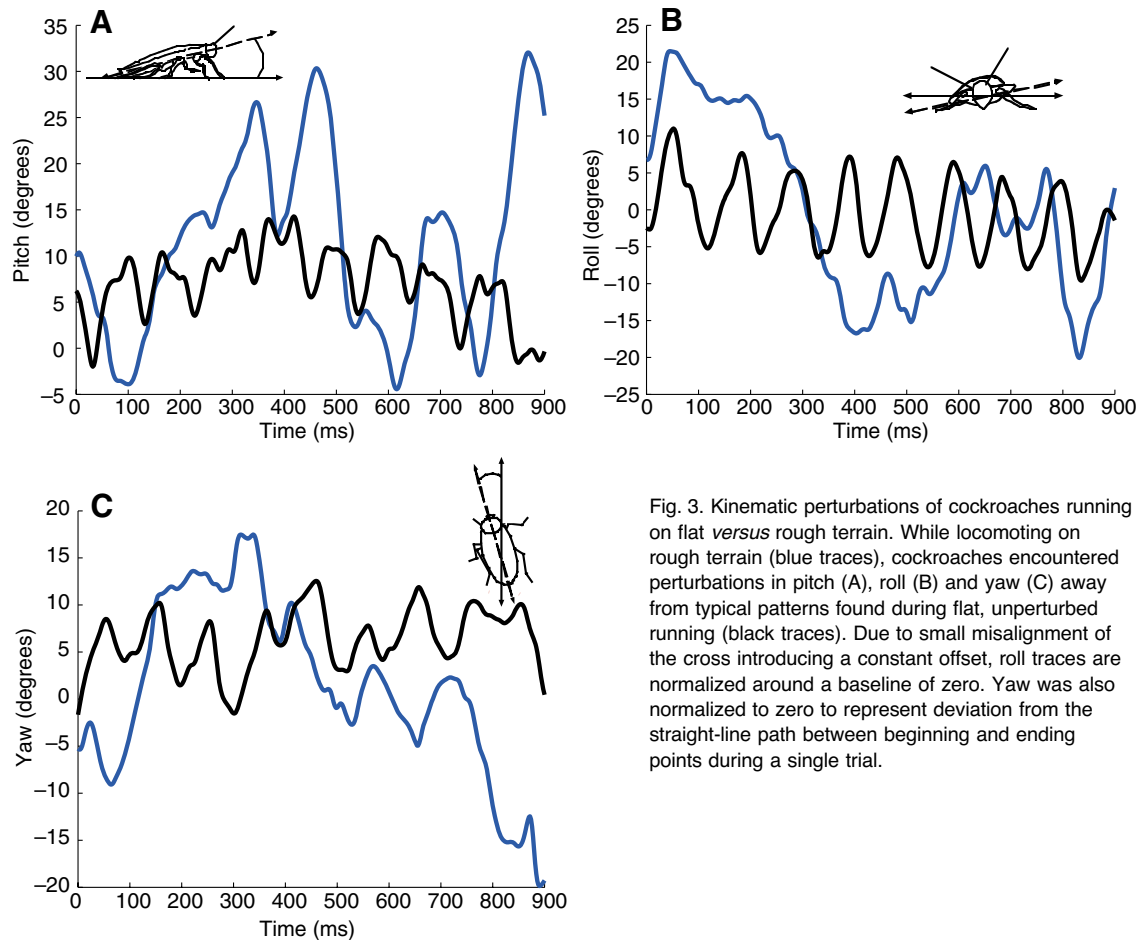 A
35
30
25
20
15
10
5
0
–5
Pitch (degrees)
0 100 200 300 400 500 600 700 800 900
Time (ms)
B
25
20
15
10
5
0
–5
–10
–15
–20
–25
Roll (degrees)
0 100 200 300 400 500 600 700 800 900
Time (ms)
C
20
15
10
5
0
–5
–10
–15
–20
Yaw (degrees)
0 100 200 300 400 500 600 700 800 900
Time (ms)
Fig. 3. Kinematic perturbations of cockroaches running
on flat versus rough terrain. While locomoting on
rough terrain (blue traces), cockroaches encountered
perturbations in pitch (A), roll (B) and yaw (C) away
from typical patterns found during flat, unperturbed
running (black traces). Due to small misalignment of
the cross introducing a constant offset, roll traces are
normalized around a baseline of zero. Yaw was also
normalized to zero to represent deviation from the
straight-line path between beginning and ending
points during a single trial.